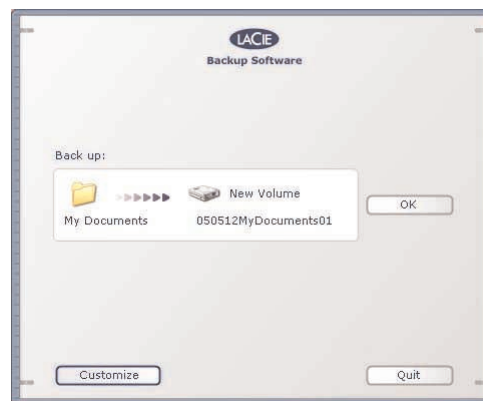 LACIE
Backup Software
Back up:
New Volume
My Documents 050512MyDocuments01
OK
Customize Quit